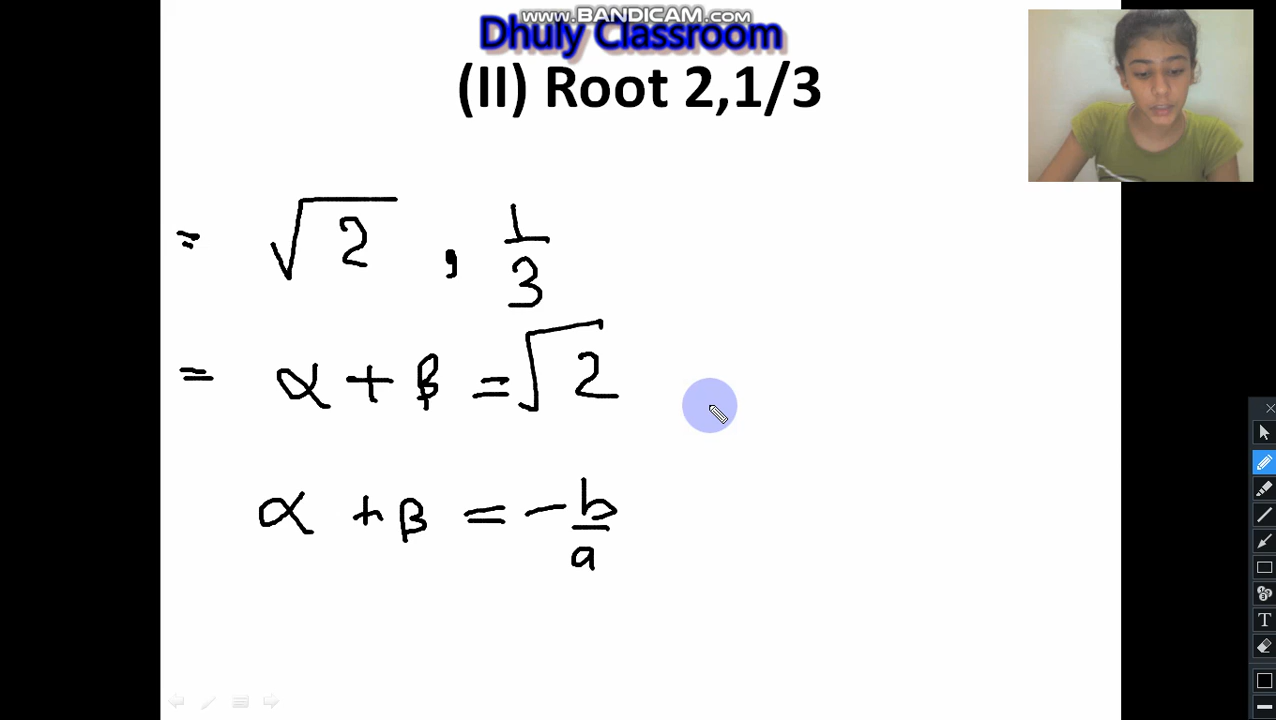 www.BANDICAM.com
Dhuly Classroom
(II) Root 2,1/3
= √2 , 1/3
= α + β = √2
α + β = -b/a